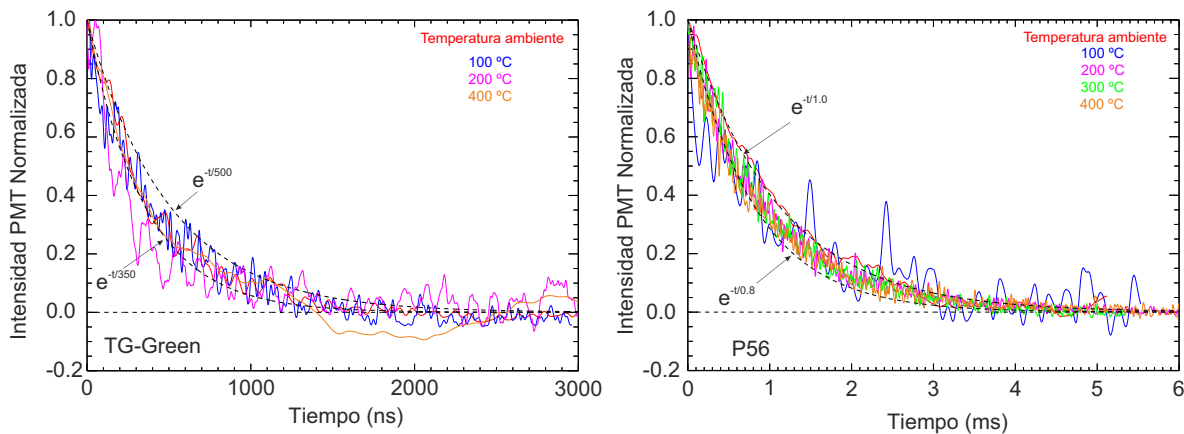 Intensidad PMT Normalizada
1.0
0.8
0.6
0.4
0.2
0.0
-0.2
Temperatura ambiente
100 ºC
200 ºC
400 ºC
e-t/500
e-t/350
TG-Green
0
1000
2000
3000
Tiempo (ns)
Intensidad PMT Normalizada
1.0
0.8
0.6
0.4
0.2
0.0
-0.2
Temperatura ambiente
100 ºC
200 ºC
300 ºC
400 ºC
e-t/1.0
e-t/0.8
P56
0
1
2
3
4
5
6
Tiempo (ms)